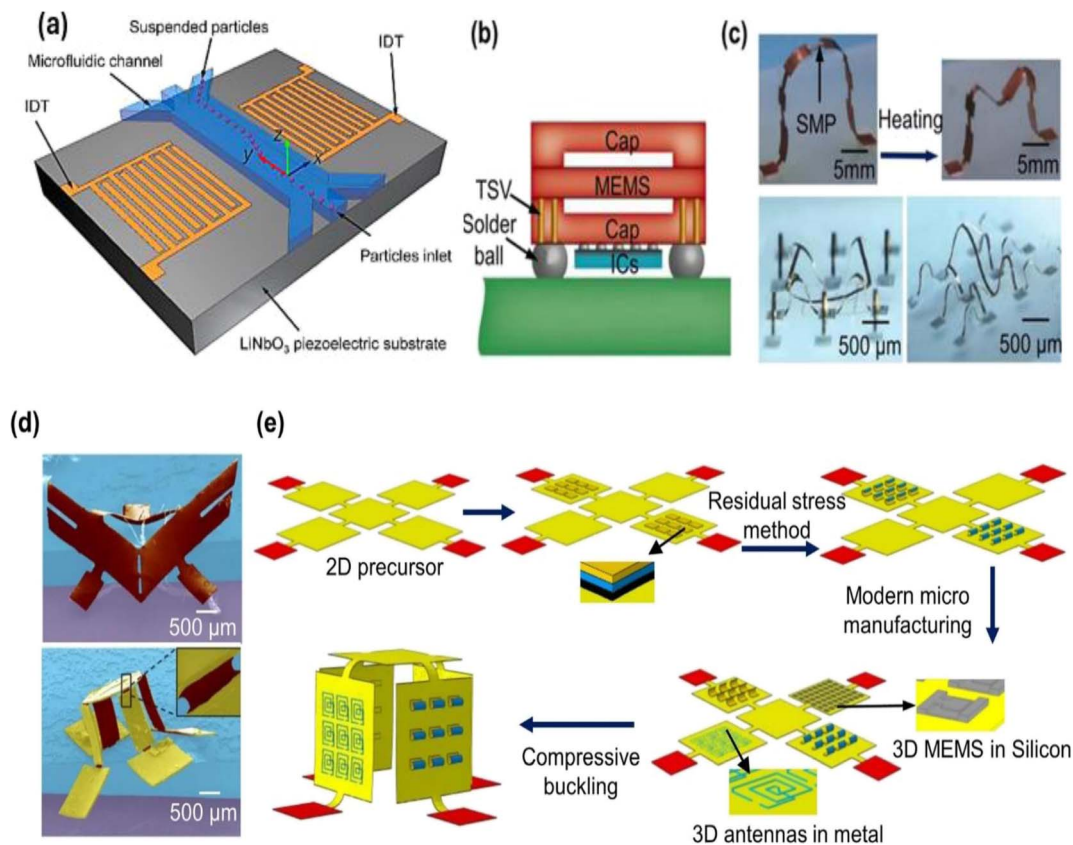 (a)
Suspended particles
Microfluidic channel
IDT
IDT
z
y
x
Particles inlet
LiNbO₃ piezoelectric substrate
(b)
Cap
MEMS
TSV
Cap
Solder
ball
ICs
(c)
SMP
5mm
Heating
5mm
500 µm
500 µm
(d)
500 µm
500 µm
(e)
2D precursor
Residual stress
method
Modern micro
manufacturing
3D MEMS in Silicon
3D antennas in metal
Compressive
buckling